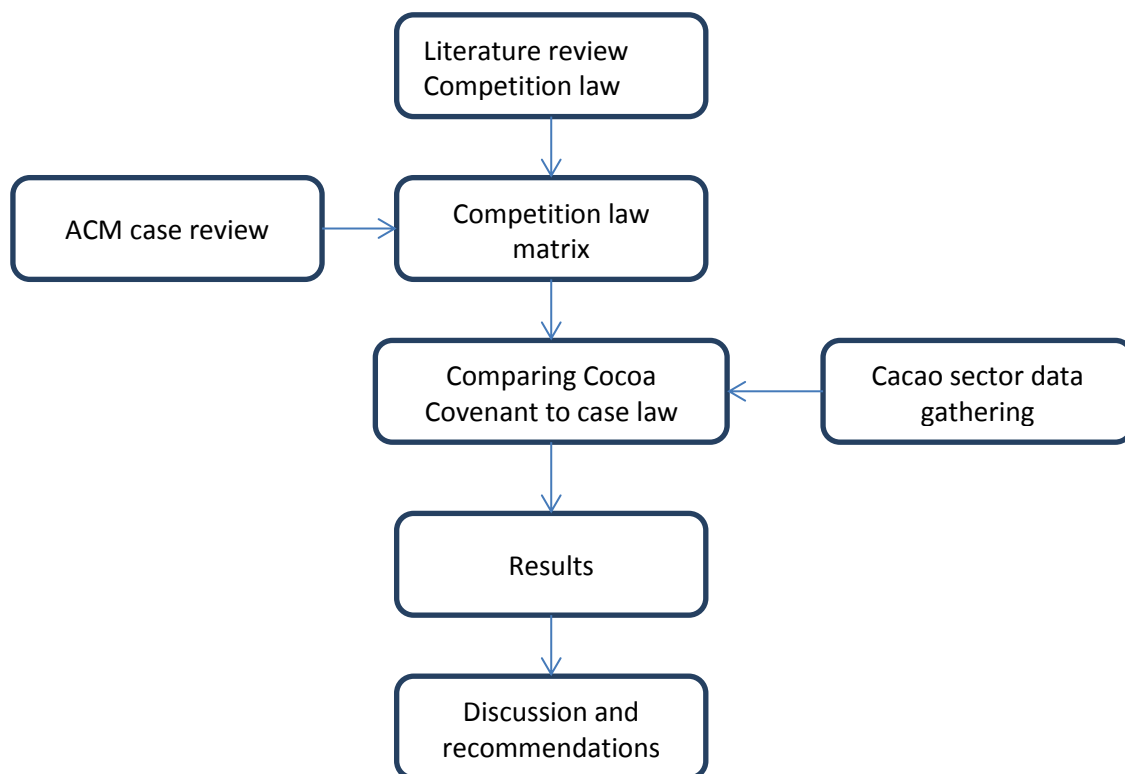 Literature review
Competition law
ACM case review
Competition law
matrix
Comparing Cocoa
Covenant to case law
Cacao sector data
gathering
Results
Discussion and
recommendations